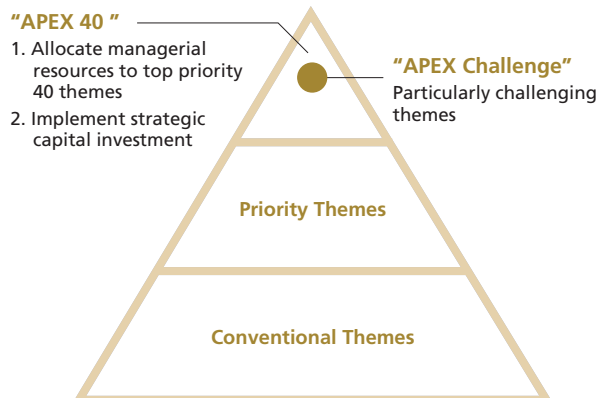 “APEX 40 ”
1. Allocate managerial
resources to top priority
40 themes
2. Implement strategic
capital investment
“APEX Challenge”
Particularly challenging
themes
Priority Themes
Conventional Themes